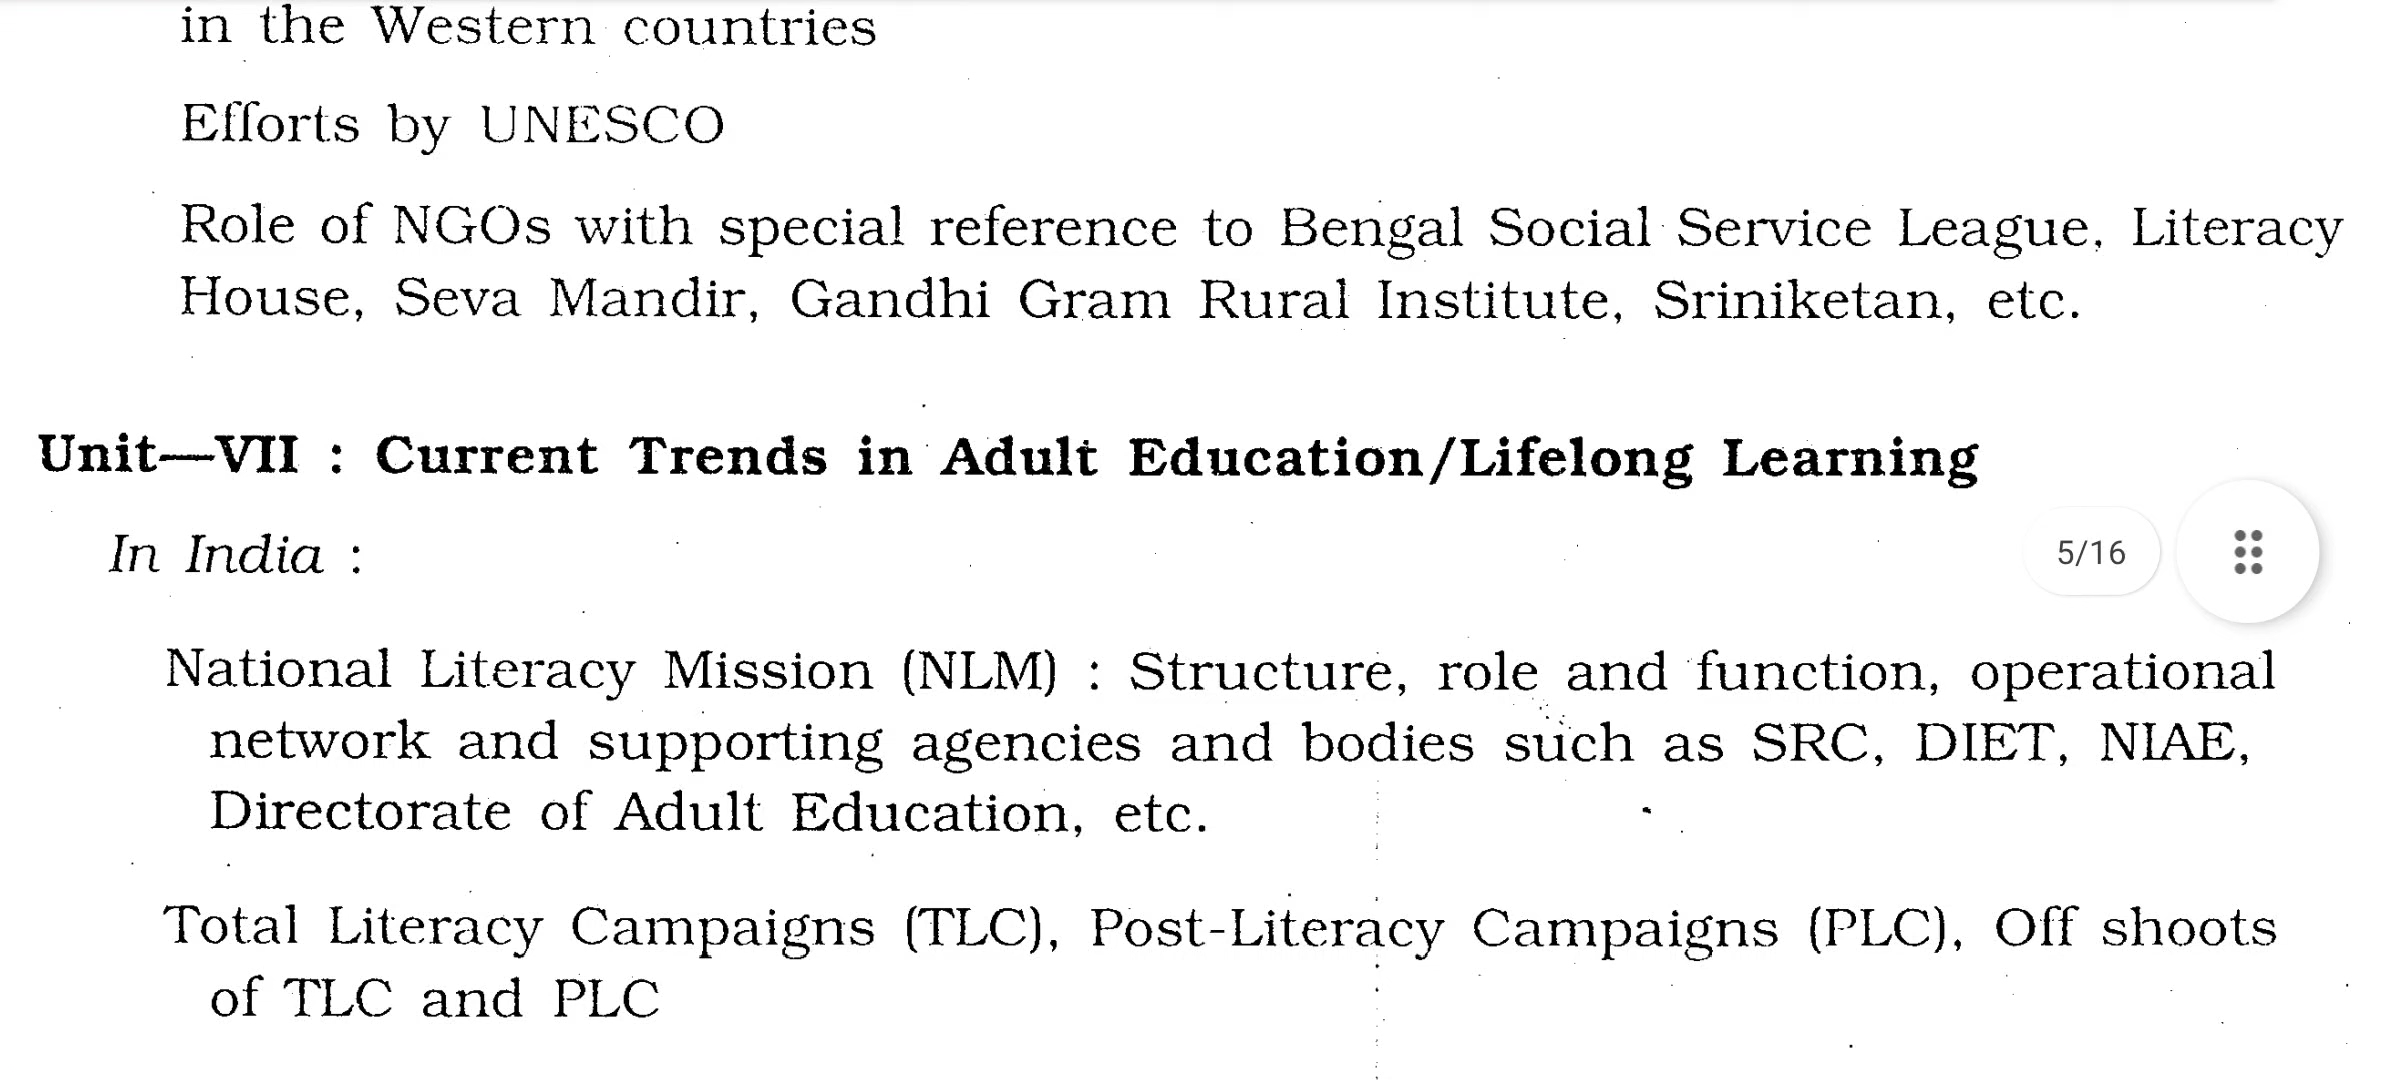 in the Western countries
Efforts by UNESCO
Role of NGOs with special reference to Bengal Social Service League, Literacy
House, Seva Mandir, Gandhi Gram Rural Institute, Sriniketan, etc.
Unit—VII : Current Trends in Adult Education/Lifelong Learning
In India :
5/16
National Literacy Mission (NLM) : Structure, role and function, operational
network and supporting agencies and bodies such as SRC, DIET, NIAE,
Directorate of Adult Education, etc.
Total Literacy Campaigns (TLC), Post-Literacy Campaigns (PLC), Off shoots
of TLC and PLC